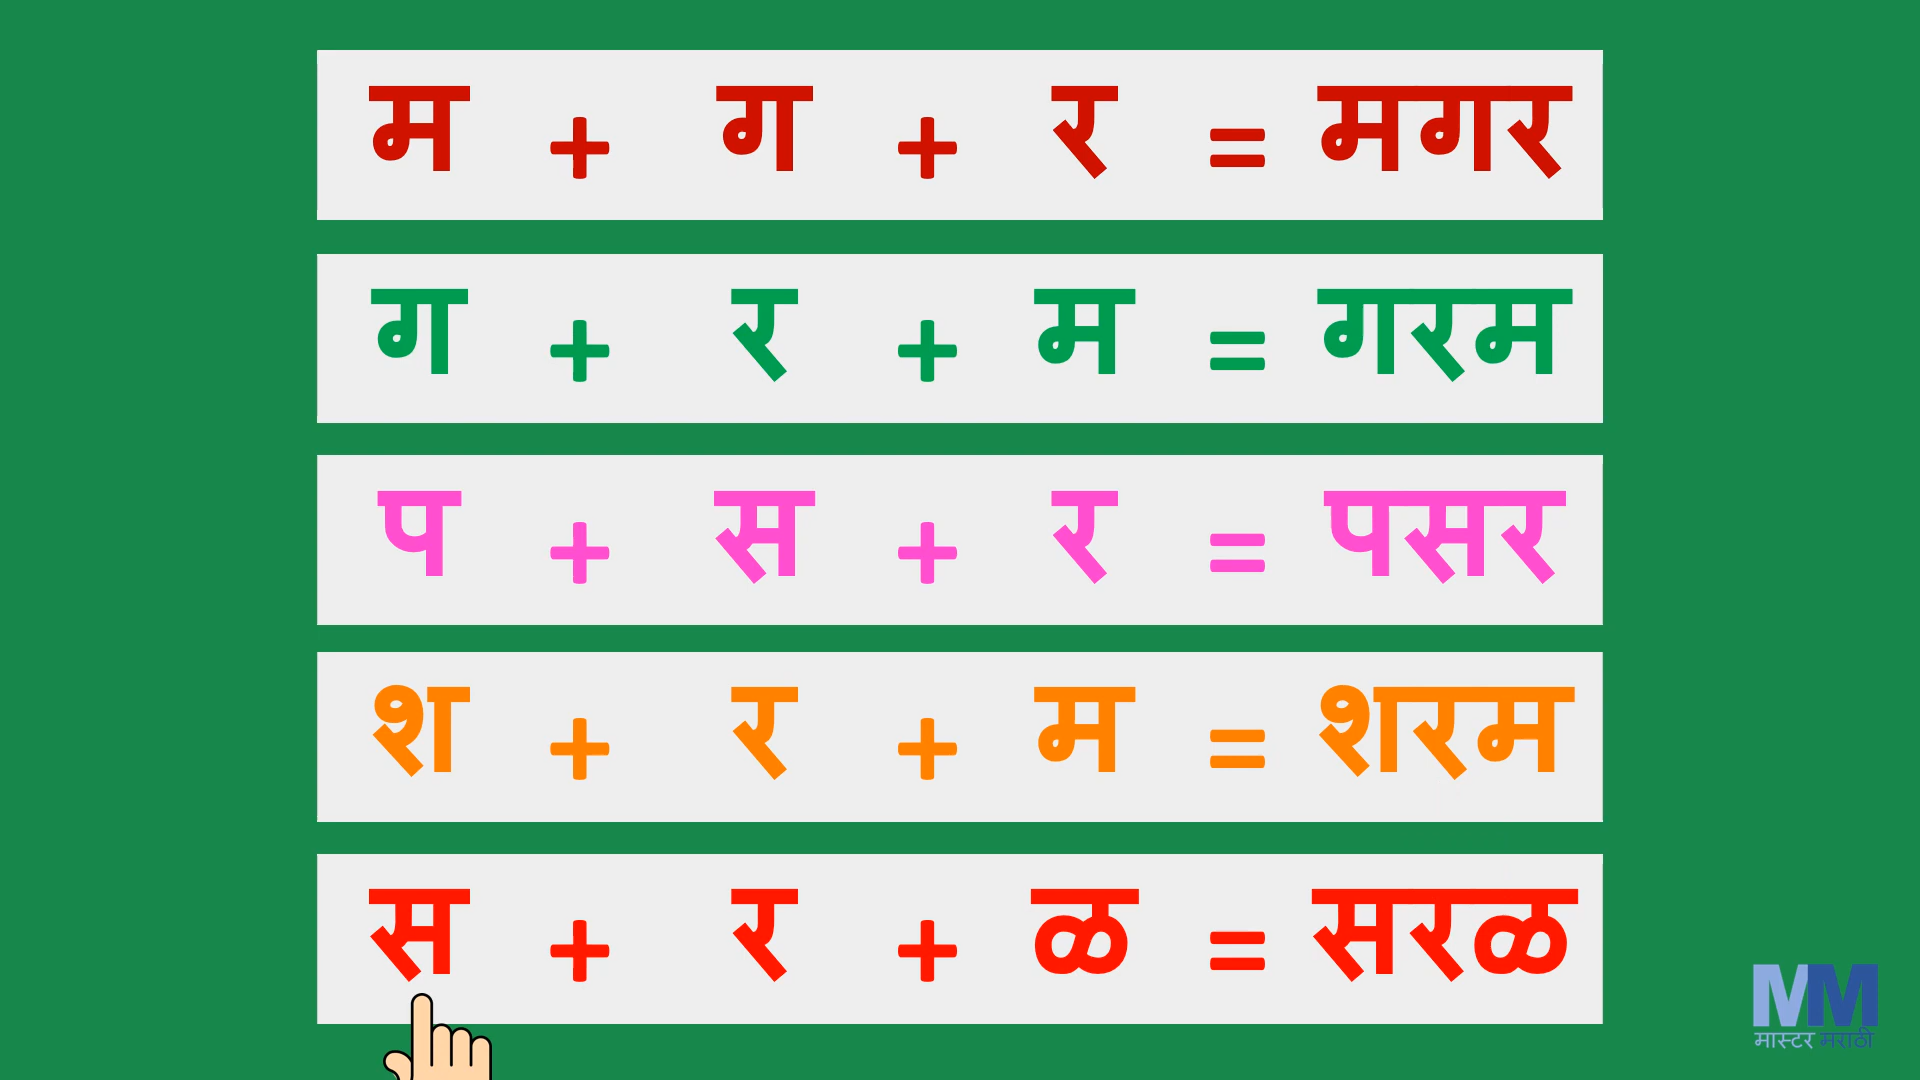 म + ग + र = मगर
ग + र + म = गरम
प + स + र = पसर
श + र + म = शरम
स + र + ळ = सरळ
MM
मास्टर मराठी